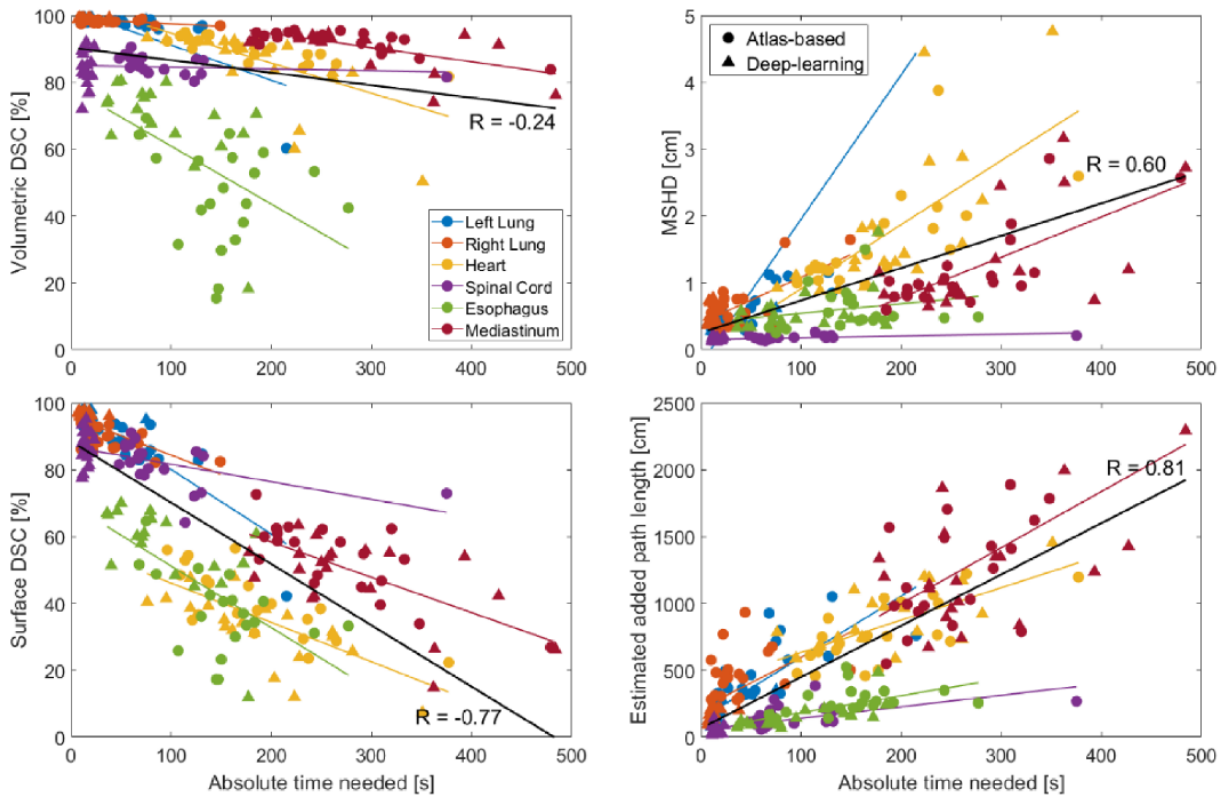 100
80
60
40
20
0
0
100
200
300
400
500
Volumetric DSC [%]
R = -0.24
Left Lung
Right Lung
Heart
Spinal Cord
Esophagus
Mediastinum
5
4
3
2
1
0
0
100
200
300
400
500
MSHD [cm]
Atlas-based
Deep-learning
R = 0.60
100
80
60
40
20
0
0
100
200
300
400
500
Surface DSC [%]
R = -0.77
Absolute time needed [s]
2500
2000
1500
1000
500
0
0
100
200
300
400
500
Estimated added path length [cm]
R = 0.81
Absolute time needed [s]